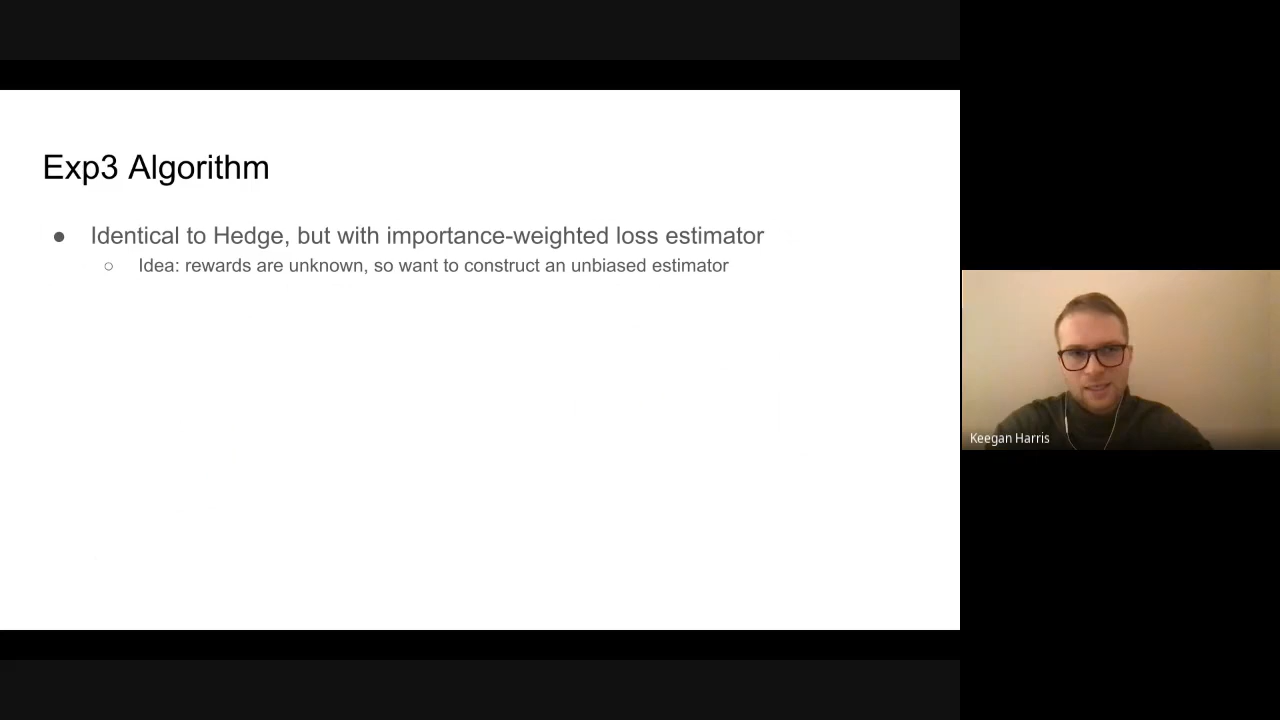 Exp3 Algorithm
● Identical to Hedge, but with importance-weighted loss estimator
○ Idea: rewards are unknown, so want to construct an unbiased estimator
Keegan Harris